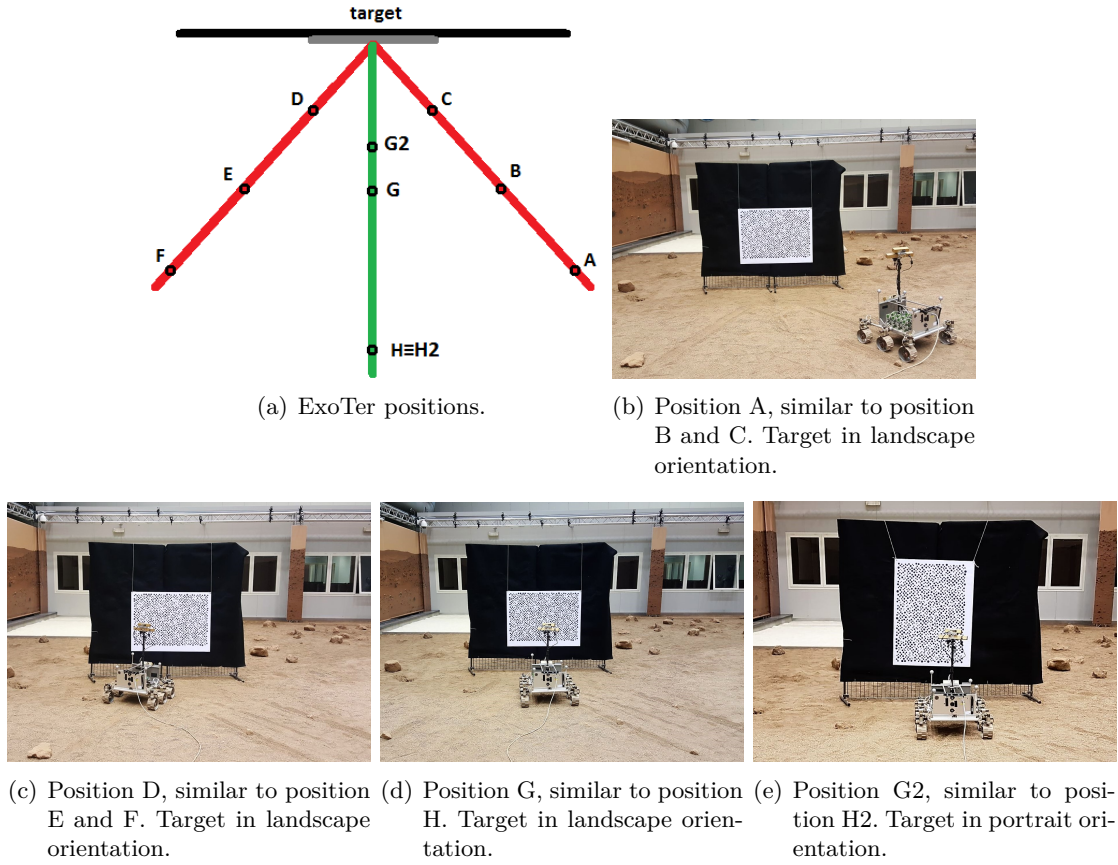 target
D
C
G2
E
B
G
F
A
H≡H2
(a) ExoTer positions.
(b) Position A, similar to position
B and C. Target in landscape
orientation.
(c) Position D, similar to position
E and F. Target in landscape
orientation.
(d) Position G, similar to position
H. Target in landscape orien-
tation.
(e) Position G2, similar to posi-
tion H2. Target in portrait ori-
entation.